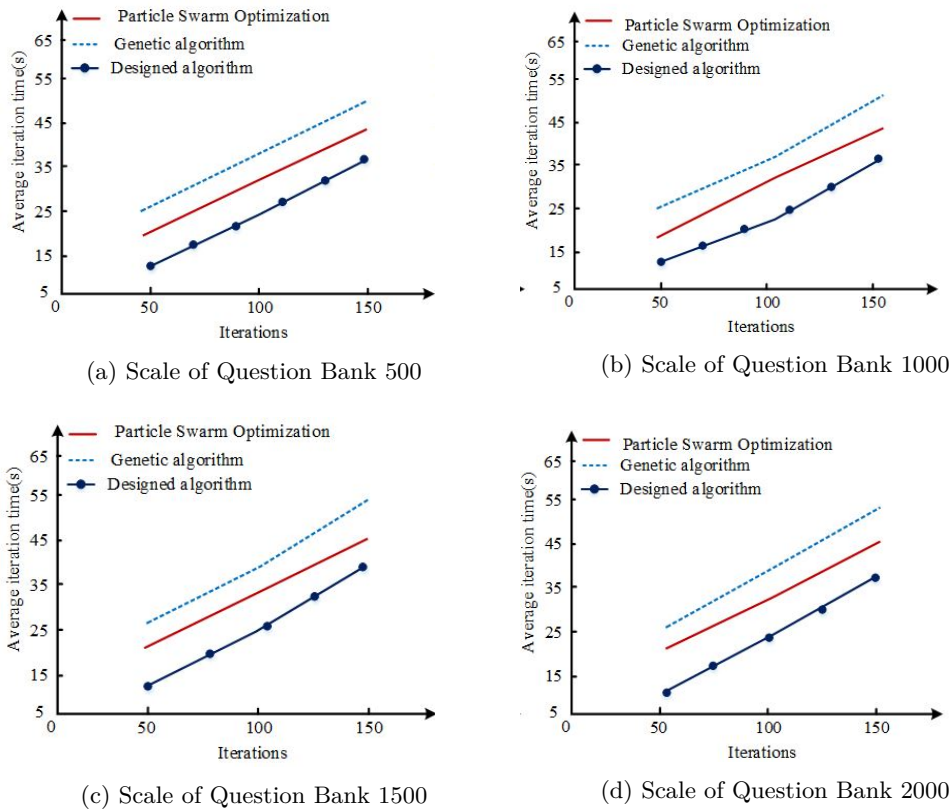 Particle Swarm Optimization
Genetic algorithm
Designed algorithm
Average iteration time(s)
65
55
45
35
25
15
5
0
50
100
150
Iterations
(a) Scale of Question Bank 500
Particle Swarm Optimization
Genetic algorithm
Designed algorithm
Average iteration time(s)
65
55
45
35
25
15
5
0
50
100
150
Iterations
(b) Scale of Question Bank 1000
Particle Swarm Optimization
Genetic algorithm
Designed algorithm
Average iteration time(s)
65
55
45
35
25
15
5
0
50
100
150
Iterations
(c) Scale of Question Bank 1500
Particle Swarm Optimization
Genetic algorithm
Designed algorithm
Average iteration time(s)
65
55
45
35
25
15
5
0
50
100
150
Iterations
(d) Scale of Question Bank 2000